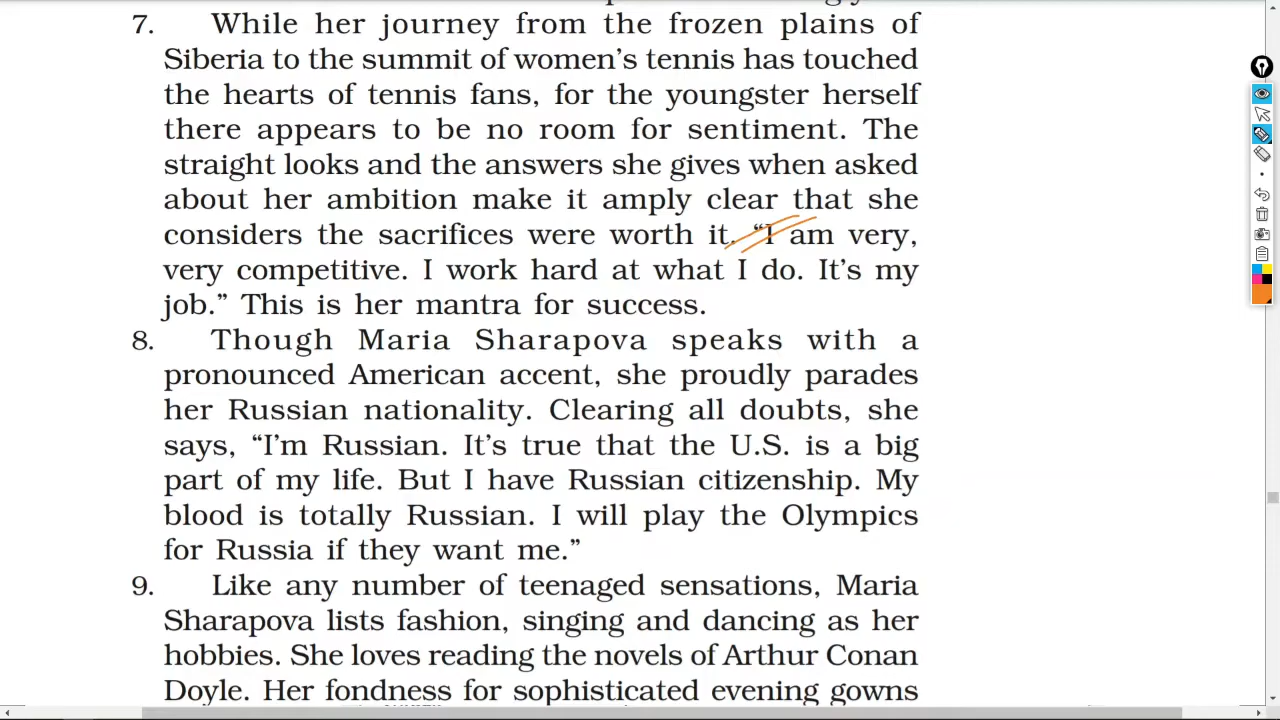 7. While her journey from the frozen plains of
Siberia to the summit of women's tennis has touched
the hearts of tennis fans, for the youngster herself
there appears to be no room for sentiment. The
straight looks and the answers she gives when asked
about her ambition make it amply clear that she
considers the sacrifices were worth it. “I am very,
very competitive. I work hard at what I do. It's my
job.” This is her mantra for success.
8. Though Maria Sharapova speaks with a
pronounced American accent, she proudly parades
her Russian nationality. Clearing all doubts, she
says, “I'm Russian. It's true that the U.S. is a big
part of my life. But I have Russian citizenship. My
blood is totally Russian. I will play the Olympics
for Russia if they want me.”
9. Like any number of teenaged sensations, Maria
Sharapova lists fashion, singing and dancing as her
hobbies. She loves reading the novels of Arthur Conan
Doyle. Her fondness for sophisticated evening gowns